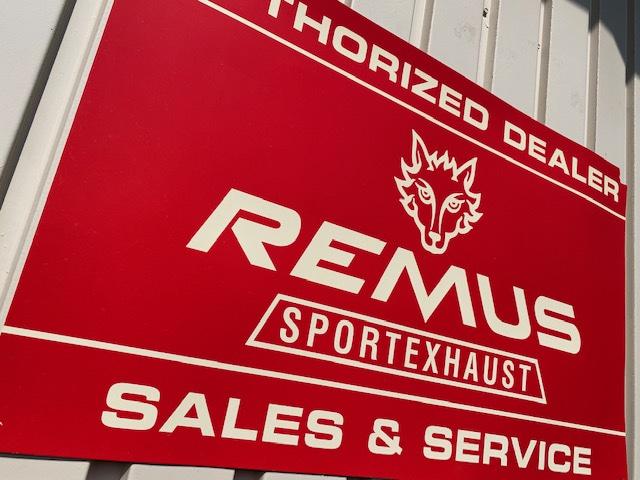 THORIZED DEALER
REMUS
SPORTEXHAUST
SALES & SERVICE